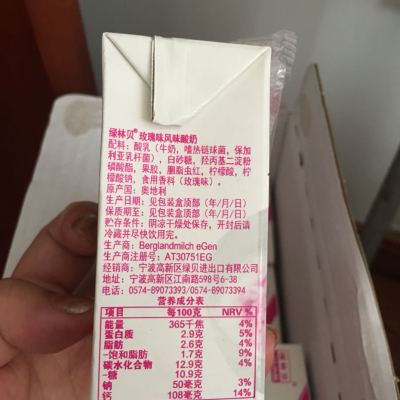 绿林贝® 玫瑰味风味酸奶
配料：酸乳（牛奶，嗜热链球菌，保加
利亚乳杆菌），白砂糖，羟丙基二淀粉
磷酸酯，果胶，胭脂虫红，柠檬酸，柠
檬酸钠，食用香料（玫瑰味）。
原产国：奥地利
生产日期：见包装盒顶部（年/月/日）
保质期至：见包装盒顶部（年/月/日）
贮存条件：阴凉干燥处保存，开封后请
冷藏并尽快饮用完。
生产商：Berglandmilch eGen
生产商注册号：AT30751EG
经销商：宁波高新区绿贝进出口有限公司
地址：宁波高新区江南路638号
电话：0574-89073393/0574-89073394
营养成分表
项目 每100克 NRV %
能量 365千焦 4%
蛋白质 2.9克 5%
脂肪 2.6克 4%
-饱和脂肪 1.7克 9%
碳水化合物 12.9克 4%
-糖 10.9克
钠 50毫克 3%
钙 108毫克 14%